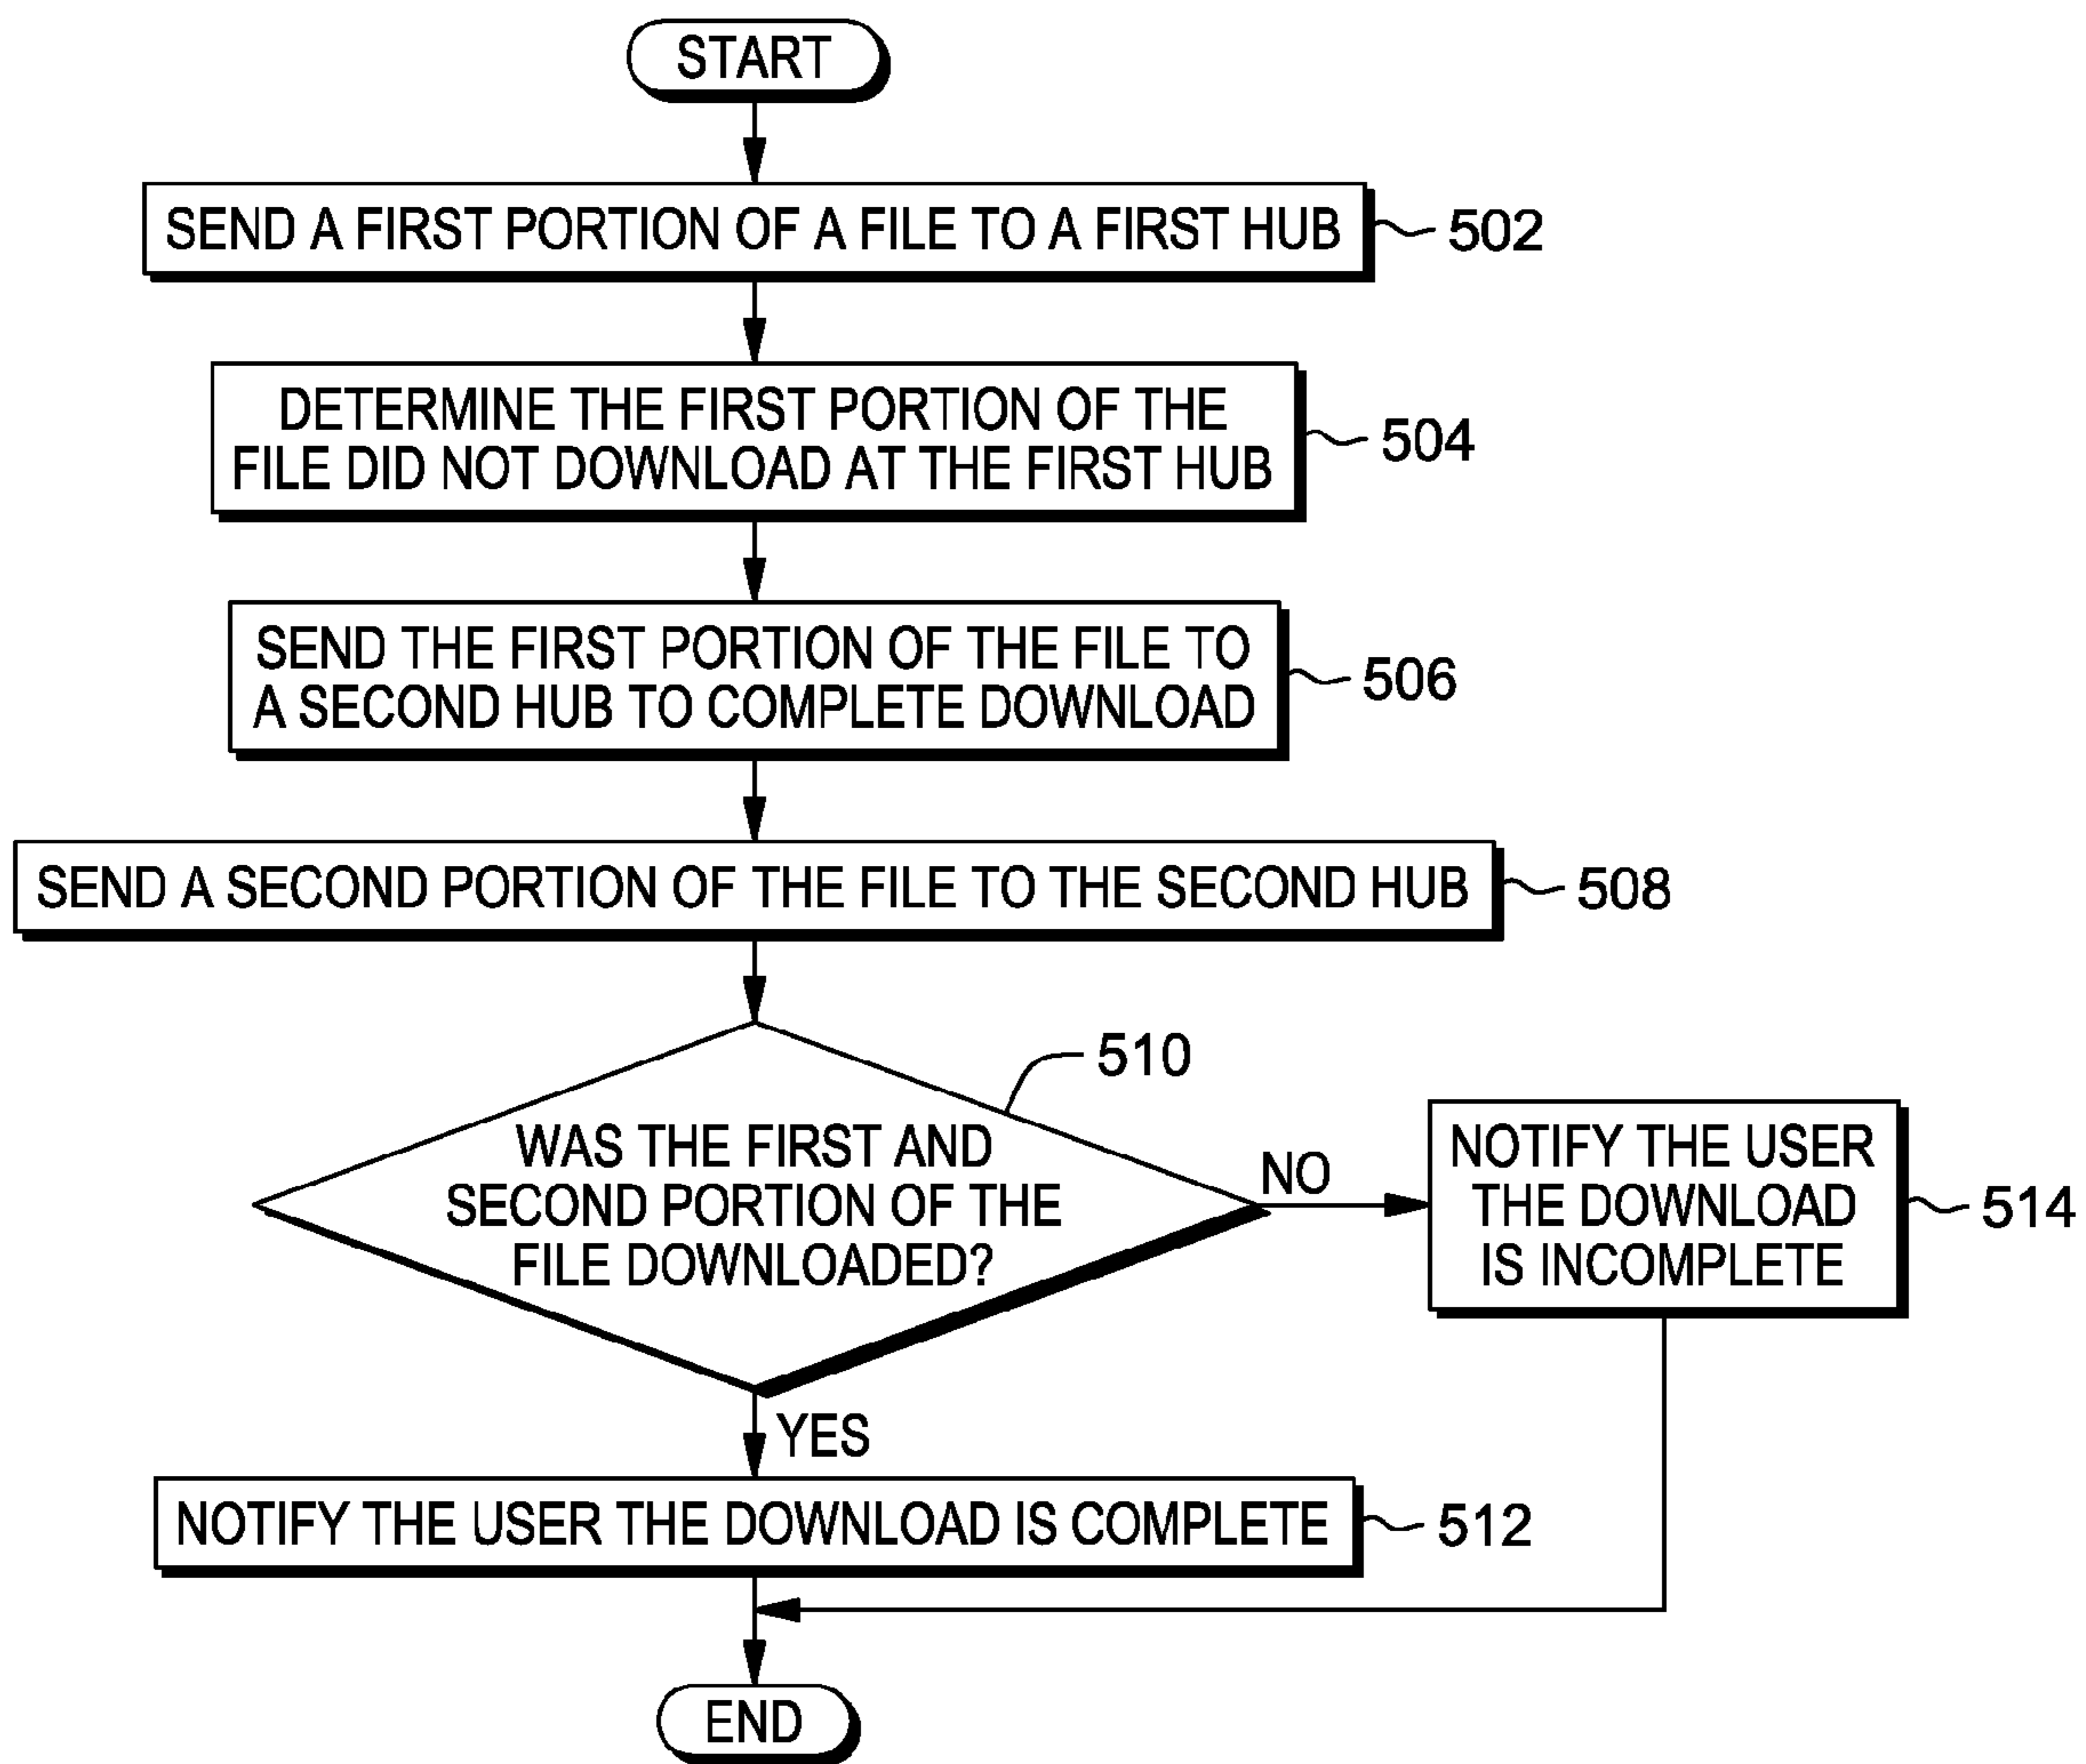 START
SEND A FIRST PORTION OF A FILE TO A FIRST HUB
502
DETERMINE THE FIRST PORTION OF THE
FILE DID NOT DOWNLOAD AT THE FIRST HUB
504
SEND THE FIRST PORTION OF THE FILE TO
A SECOND HUB TO COMPLETE DOWNLOAD
506
SEND A SECOND PORTION OF THE FILE TO THE SECOND HUB
508
510
WAS THE FIRST AND
SECOND PORTION OF THE
FILE DOWNLOADED?
NO
NOTIFY THE USER
THE DOWNLOAD
IS INCOMPLETE
514
YES
NOTIFY THE USER THE DOWNLOAD IS COMPLETE
512
END